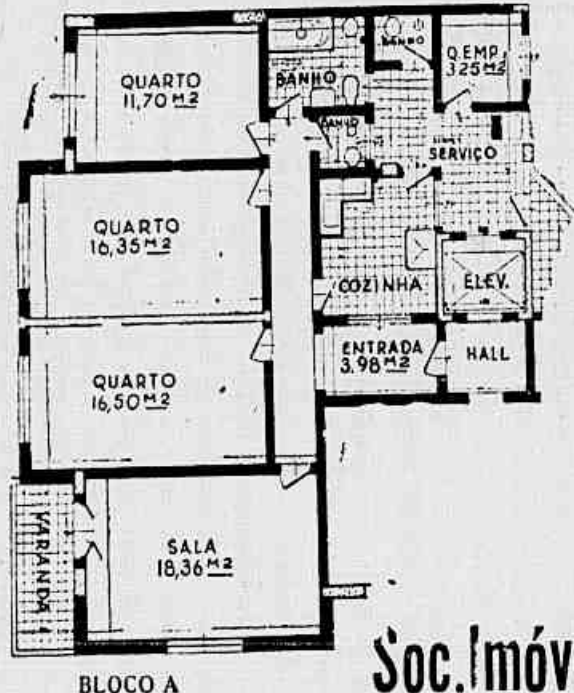 QUARTO
11,70 M2
BANHO
BANHO
Q.EMP.
3,25 M2
BANHO
SERVIÇO
QUARTO
16,35 M2
COZINHA
ELEV.
ENTRADA
3,98 M2
HALL
QUARTO
16,50 M2
VARANDA
SALA
18,36 M2
BLOCO A
Soc.Imóv